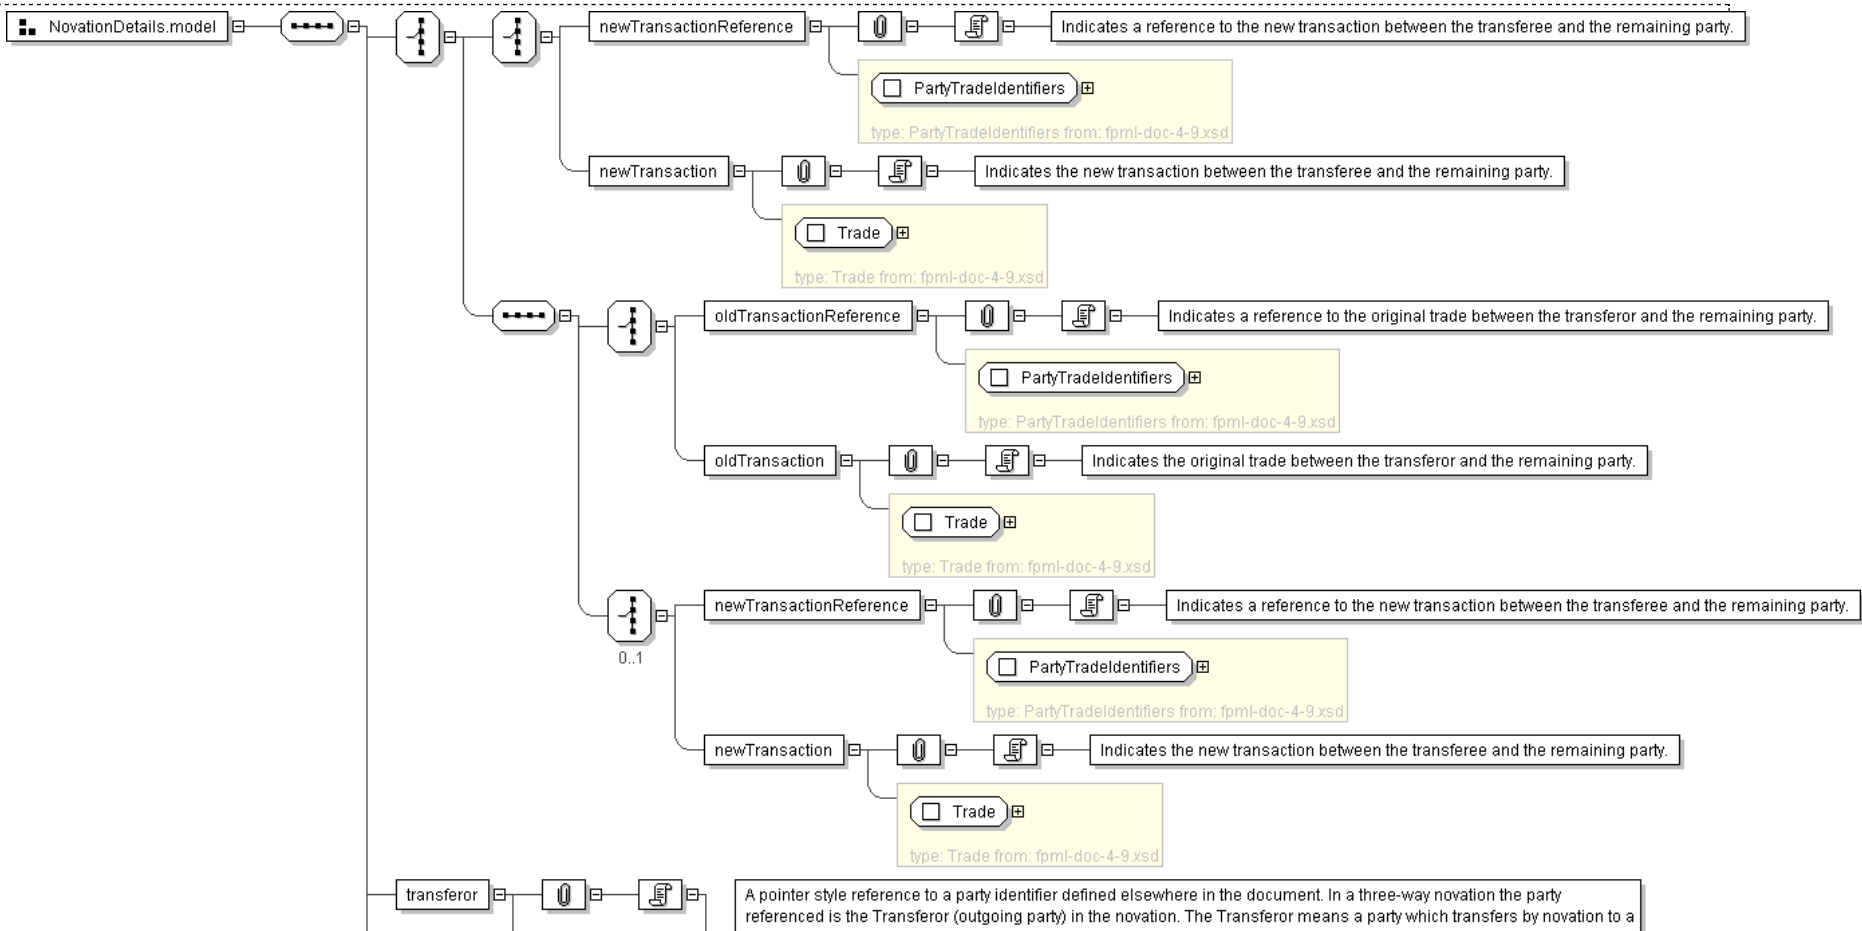 NovationDetails.model
newTransactionReference
Indicates a reference to the new transaction between the transferee and the remaining party.
PartyTradeIdentifiers
type: PartyTradeIdentifiers from: fpml-doc-4-9.xsd
newTransaction
Indicates the new transaction between the transferee and the remaining party.
Trade
type: Trade from: fpml-doc-4-9.xsd
oldTransactionReference
Indicates a reference to the original trade between the transferor and the remaining party.
PartyTradeIdentifiers
type: PartyTradeIdentifiers from: fpml-doc-4-9.xsd
oldTransaction
Indicates the original trade between the transferor and the remaining party.
Trade
type: Trade from: fpml-doc-4-9.xsd
newTransactionReference
Indicates a reference to the new transaction between the transferee and the remaining party.
0..1
PartyTradeIdentifiers
type: PartyTradeIdentifiers from: fpml-doc-4-9.xsd
newTransaction
Indicates the new transaction between the transferee and the remaining party.
Trade
type: Trade from: fpml-doc-4-9.xsd
transferor
A pointer style reference to a party identifier defined elsewhere in the document. In a three-way novation the party
referenced is the Transferor (outgoing party) in the novation. The Transferor means a party which transfers by novation to a